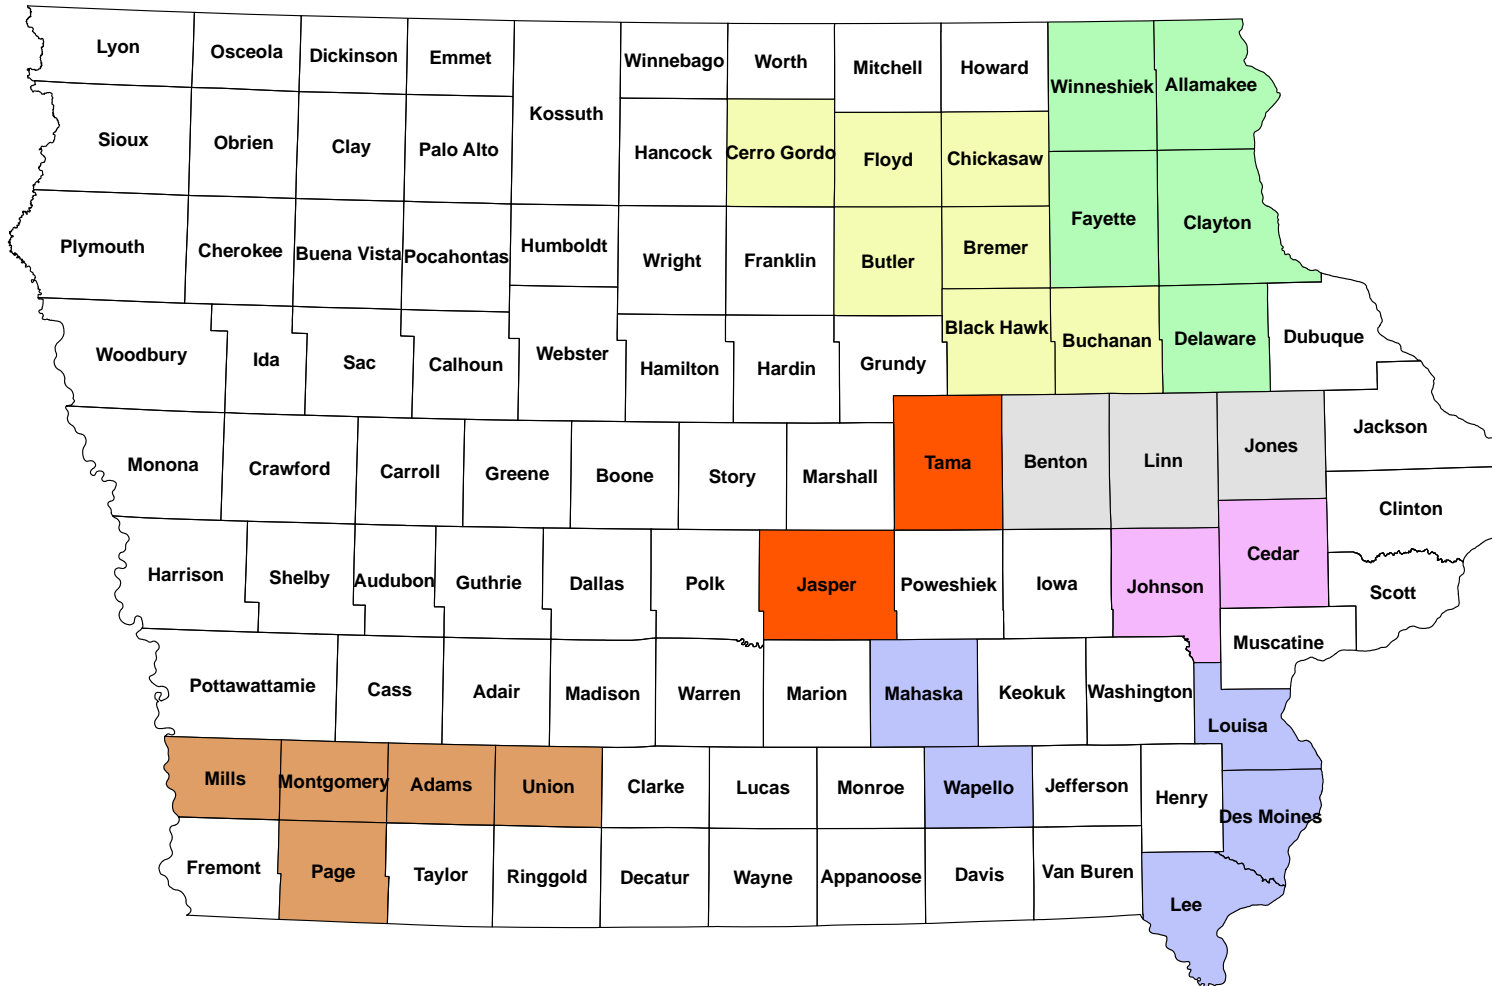 Lyon
Osceola
Dickinson
Emmet
Kossuth
Winnebago
Worth
Mitchell
Howard
Winneshiek
Allamakee
Sioux
Obrien
Clay
Palo Alto
Hancock
Cerro Gordo
Floyd
Chickasaw
Plymouth
Cherokee
Buena Vista
Pocahontas
Humboldt
Wright
Franklin
Butler
Bremer
Fayette
Clayton
Woodbury
Ida
Sac
Calhoun
Webster
Hamilton
Hardin
Grundy
Black Hawk
Buchanan
Delaware
Dubuque
Monona
Crawford
Carroll
Greene
Boone
Story
Marshall
Tama
Benton
Linn
Jones
Jackson
Clinton
Harrison
Shelby
Audubon
Guthrie
Dallas
Polk
Jasper
Poweshiek
Iowa
Johnson
Cedar
Scott
Muscatine
Pottawattamie
Cass
Adair
Madison
Warren
Marion
Mahaska
Keokuk
Washington
Louisa
Mills
Montgomery
Adams
Union
Clarke
Lucas
Monroe
Wapello
Jefferson
Henry
Des Moines
Fremont
Page
Taylor
Ringgold
Decatur
Wayne
Appanoose
Davis
Van Buren
Lee